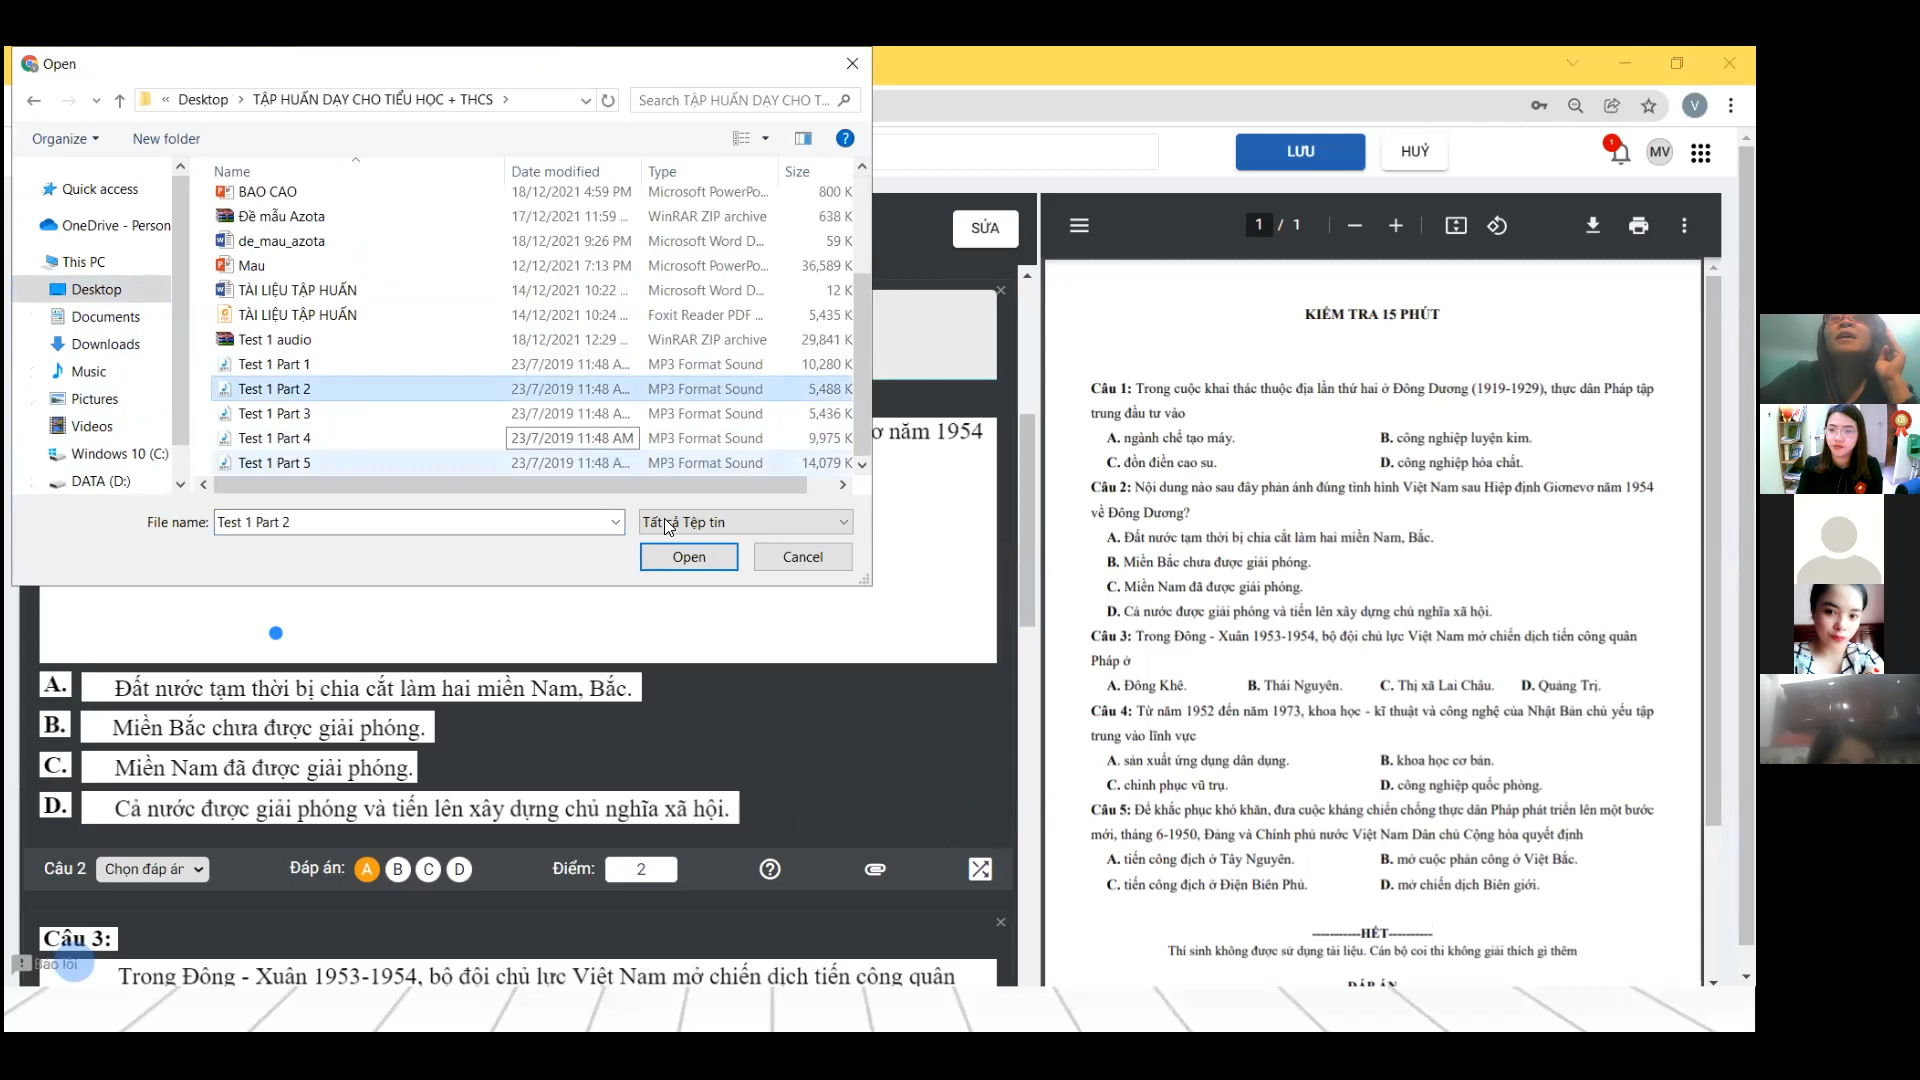 Open
Desktop
TẬP HUẤN DẠY CHO TIỂU HỌC + THCS
Search TẬP HUẤN DẠY CHO T...
Organize
New folder
Name
Date modified
Type
Size
Quick access
OneDrive - Person
This PC
Desktop
Documents
Downloads
Music
Pictures
Videos
Windows 10 (C:)
DATA (D:)
BAO CAO 18/12/2021 4:59 PM Microsoft PowerPo... 800 K
Đề mẫu Azota 17/12/2021 11:59 ... WinRAR ZIP archive 638 K
de_mau_azota 18/12/2021 9:26 PM Microsoft Word D... 59 K
Mau 12/12/2021 7:13 PM Microsoft PowerPo... 36,589 K
TÀI LIỆU TẬP HUẤN 14/12/2021 10:22 ... Microsoft Word D... 12 K
TÀI LIỆU TẬP HUẤN 14/12/2021 10:24 ... Foxit Reader PDF ... 5,435 K
Test 1 audio 18/12/2021 12:29 ... WinRAR ZIP archive 29,841 K
Test 1 Part 1 23/7/2019 11:48 A... MP3 Format Sound 10,280 K
Test 1 Part 2 23/7/2019 11:48 A... MP3 Format Sound 5,488 K
Test 1 Part 3 23/7/2019 11:48 A... MP3 Format Sound 5,436 K
Test 1 Part 4 23/7/2019 11:48 AM MP3 Format Sound 9,975 K
Test 1 Part 5 23/7/2019 11:48 A... MP3 Format Sound 14,079 K
File name: Test 1 Part 2
Tất cả Tệp tin
Open
Cancel
V
LƯU
HUỶ
1
MV
SỬA
ơ năm 1954
A. Đất nước tạm thời bị chia cắt làm hai miền Nam, Bắc.
B. Miền Bắc chưa được giải phóng.
C. Miền Nam đã được giải phóng.
D. Cả nước được giải phóng và tiến lên xây dựng chủ nghĩa xã hội.
Câu 2 Chọn đáp án Đáp án: A B C D Điểm: 2
Câu 3:
Báo lỗi
Trong Đông - Xuân 1953-1954, bộ đội chủ lực Việt Nam mở chiến dịch tiến công quân
1 / 1
KIỂM TRA 15 PHÚT
Câu 1: Trong cuộc khai thác thuộc địa lần thứ hai ở Đông Dương (1919-1929), thực dân Pháp tập
trung đầu tư vào
A. ngành chế tạo máy. B. công nghiệp luyện kim.
C. đồn điền cao su. D. công nghiệp hóa chất.
Câu 2: Nội dung nào sau đây phản ánh đúng tình hình Việt Nam sau Hiệp định Giơnevơ năm 1954
về Đông Dương?
A. Đất nước tạm thời bị chia cắt làm hai miền Nam, Bắc.
B. Miền Bắc chưa được giải phóng.
C. Miền Nam đã được giải phóng.
D. Cả nước được giải phóng và tiến lên xây dựng chủ nghĩa xã hội.
Câu 3: Trong Đông - Xuân 1953-1954, bộ đội chủ lực Việt Nam mở chiến dịch tiến công quân
Pháp ở
A. Đông Khê. B. Thái Nguyên. C. Thị xã Lai Châu. D. Quảng Trị.
Câu 4: Từ năm 1952 đến năm 1973, khoa học - kĩ thuật và công nghệ của Nhật Bản chủ yếu tập
trung vào lĩnh vực
A. sản xuất ứng dụng dân dụng. B. khoa học cơ bản.
C. chinh phục vũ trụ. D. công nghiệp quốc phòng.
Câu 5: Để khắc phục khó khăn, đưa cuộc kháng chiến chống thực dân Pháp phát triển lên một bước
mới, tháng 6-1950, Đảng và Chính phủ nước Việt Nam Dân chủ Cộng hòa quyết định
A. tiến công địch ở Tây Nguyên. B. mở cuộc phản công ở Việt Bắc.
C. tiến công địch ở Điện Biên Phủ. D. mở chiến dịch Biên giới.
-----------HẾT----------
Thí sinh không được sử dụng tài liệu. Cán bộ coi thi không giải thích gì thêm
ĐÁP ÁN